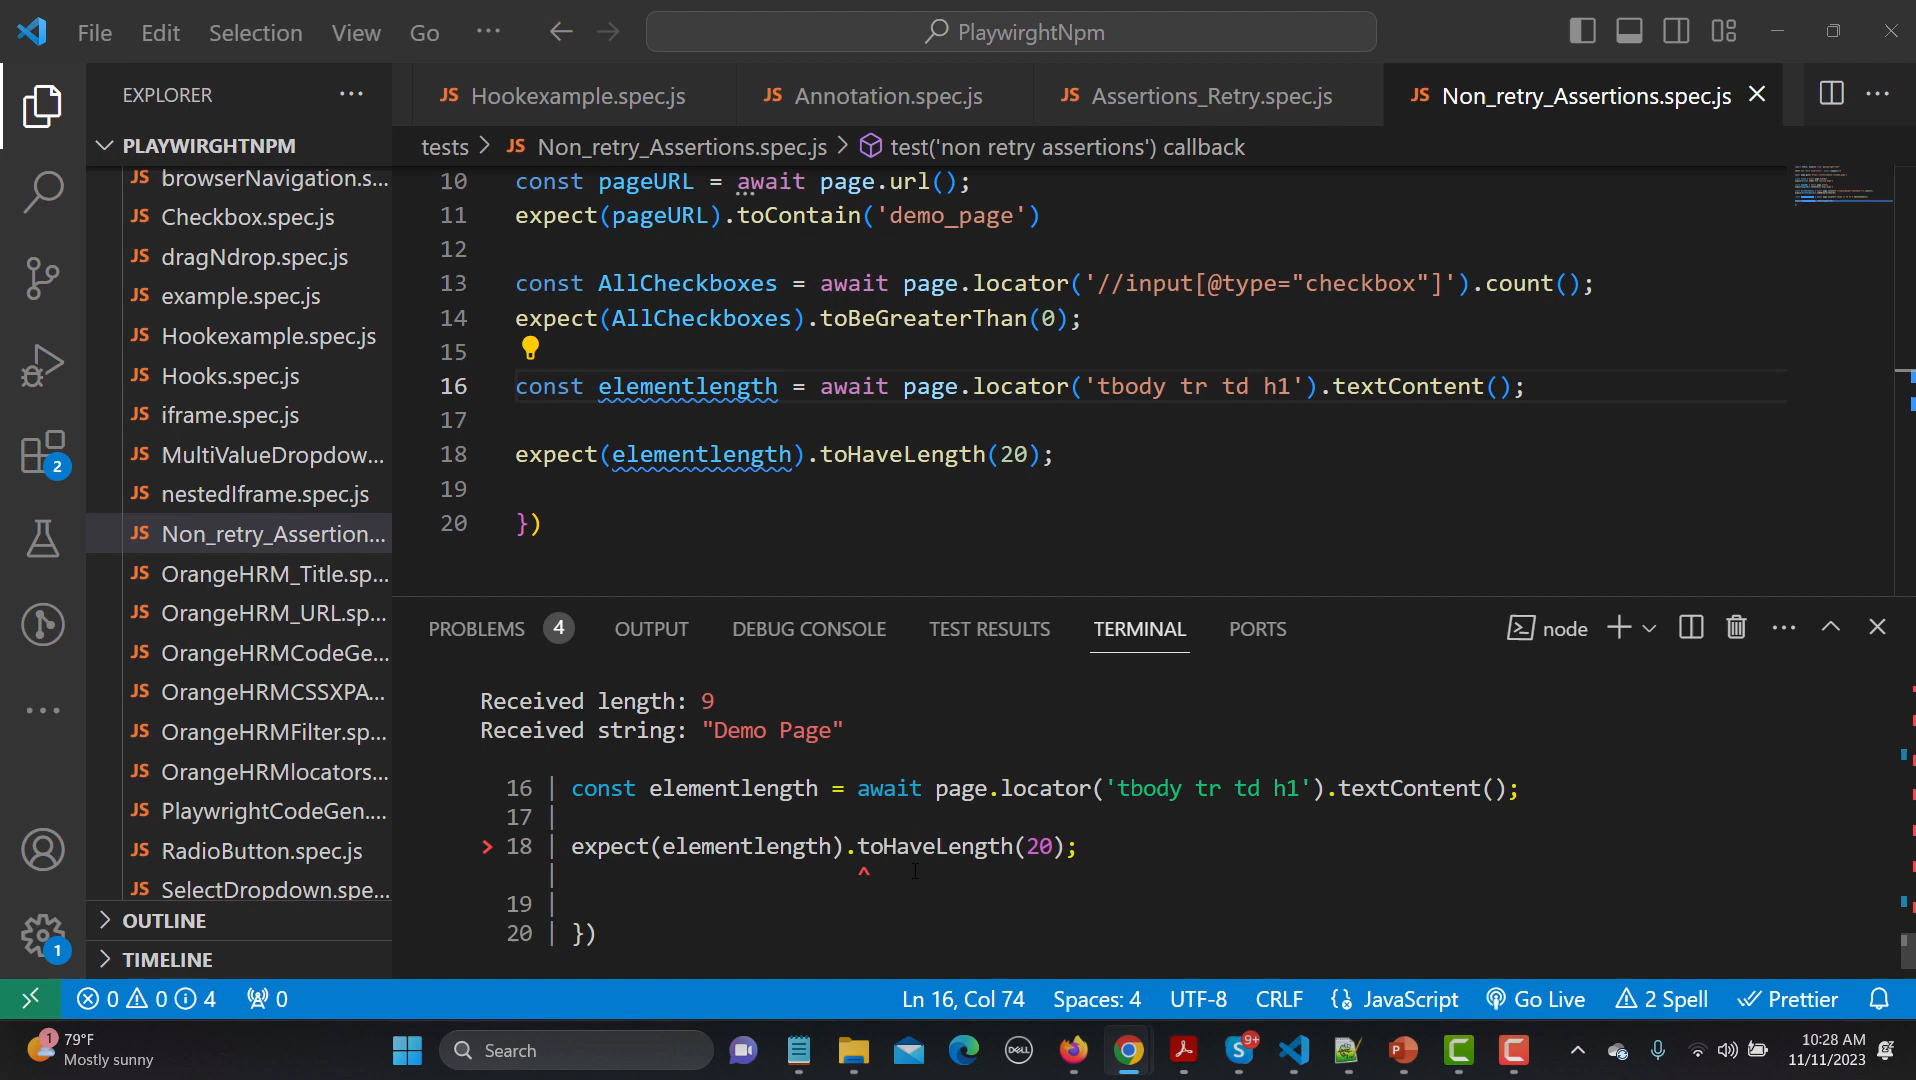 File Edit Selection View Go ··· PlaywirghtNpm
EXPLORER ···
JS Hookexample.spec.js JS Annotation.spec.js JS Assertions_Retry.spec.js JS Non_retry_Assertions.spec.js
PLAYWIRGHTNPM
tests > JS Non_retry_Assertions.spec.js > test('non retry assertions') callback
JS browserNavigation.s...
JS Checkbox.spec.js
JS dragNdrop.spec.js
JS example.spec.js
JS Hookexample.spec.js
JS Hooks.spec.js
JS iframe.spec.js
JS MultiValueDropdow...
JS nestedIframe.spec.js
JS Non_retry_Assertion...
JS OrangeHRM_Title.sp...
JS OrangeHRM_URL.sp...
JS OrangeHRMCodeGe...
JS OrangeHRMCSSXPA...
JS OrangeHRMFilter.sp...
JS OrangeHRMlocators...
JS PlaywrightCodeGen....
JS RadioButton.spec.js
JS SelectDropdown.spe...
OUTLINE
TIMELINE
2
1
10 const pageURL = await page.url();
11 expect(pageURL).toContain('demo_page')
12
13 const AllCheckboxes = await page.locator('//input[@type="checkbox"]').count();
14 expect(AllCheckboxes).toBeGreaterThan(0);
15
16 const elementlength = await page.locator('tbody tr td h1').textContent();
17
18 expect(elementlength).toHaveLength(20);
19
20 })
PROBLEMS 4 OUTPUT DEBUG CONSOLE TEST RESULTS TERMINAL PORTS node
Received length: 9
Received string: "Demo Page"
16 | const elementlength = await page.locator('tbody tr td h1').textContent();
17 |
> 18 | expect(elementlength).toHaveLength(20);
| ^
19 |
20 | })
0 0 4 0 Ln 16, Col 74 Spaces: 4 UTF-8 CRLF JavaScript Go Live 2 Spell Prettier
1 79°F
Mostly sunny
Search
DELL
9+
10:28 AM
11/11/2023